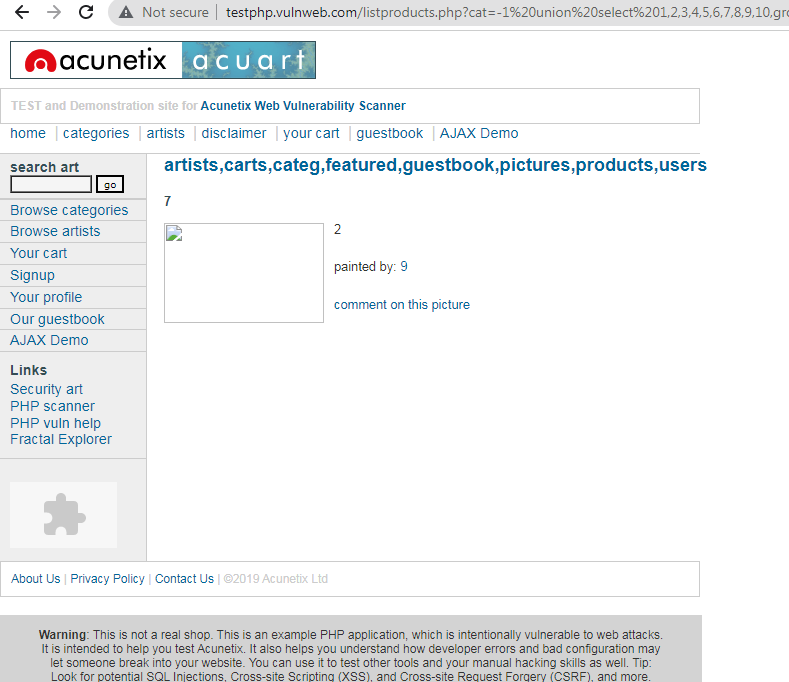 Not secure | testphp.vulnweb.com/listproducts.php?cat=-1%20union%20select%201,2,3,4,5,6,7,8,9,10,gro
acunetix acuart
TEST and Demonstration site for Acunetix Web Vulnerability Scanner
home | categories | artists | disclaimer | your cart | guestbook | AJAX Demo
search art
go
Browse categories
Browse artists
Your cart
Signup
Your profile
Our guestbook
AJAX Demo
Links
Security art
PHP scanner
PHP vuln help
Fractal Explorer
artists,carts,categ,featured,guestbook,pictures,products,users
7
2
painted by: 9
comment on this picture
About Us | Privacy Policy | Contact Us | ©2019 Acunetix Ltd
Warning: This is not a real shop. This is an example PHP application, which is intentionally vulnerable to web attacks.
It is intended to help you test Acunetix. It also helps you understand how developer errors and bad configuration may
let someone break into your website. You can use it to test other tools and your manual hacking skills as well. Tip:
Look for potential SQL Injections, Cross-site Scripting (XSS), and Cross-site Request Forgery (CSRF), and more.